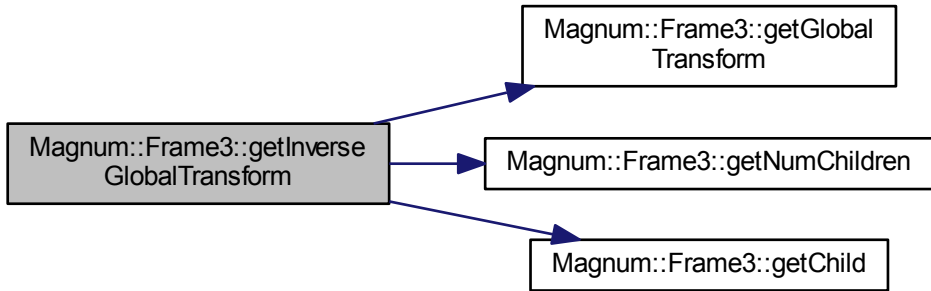 Magnum::Frame3::getGlobal
Transform
Magnum::Frame3::getInverse
GlobalTransform
Magnum::Frame3::getNumChildren
Magnum::Frame3::getChild